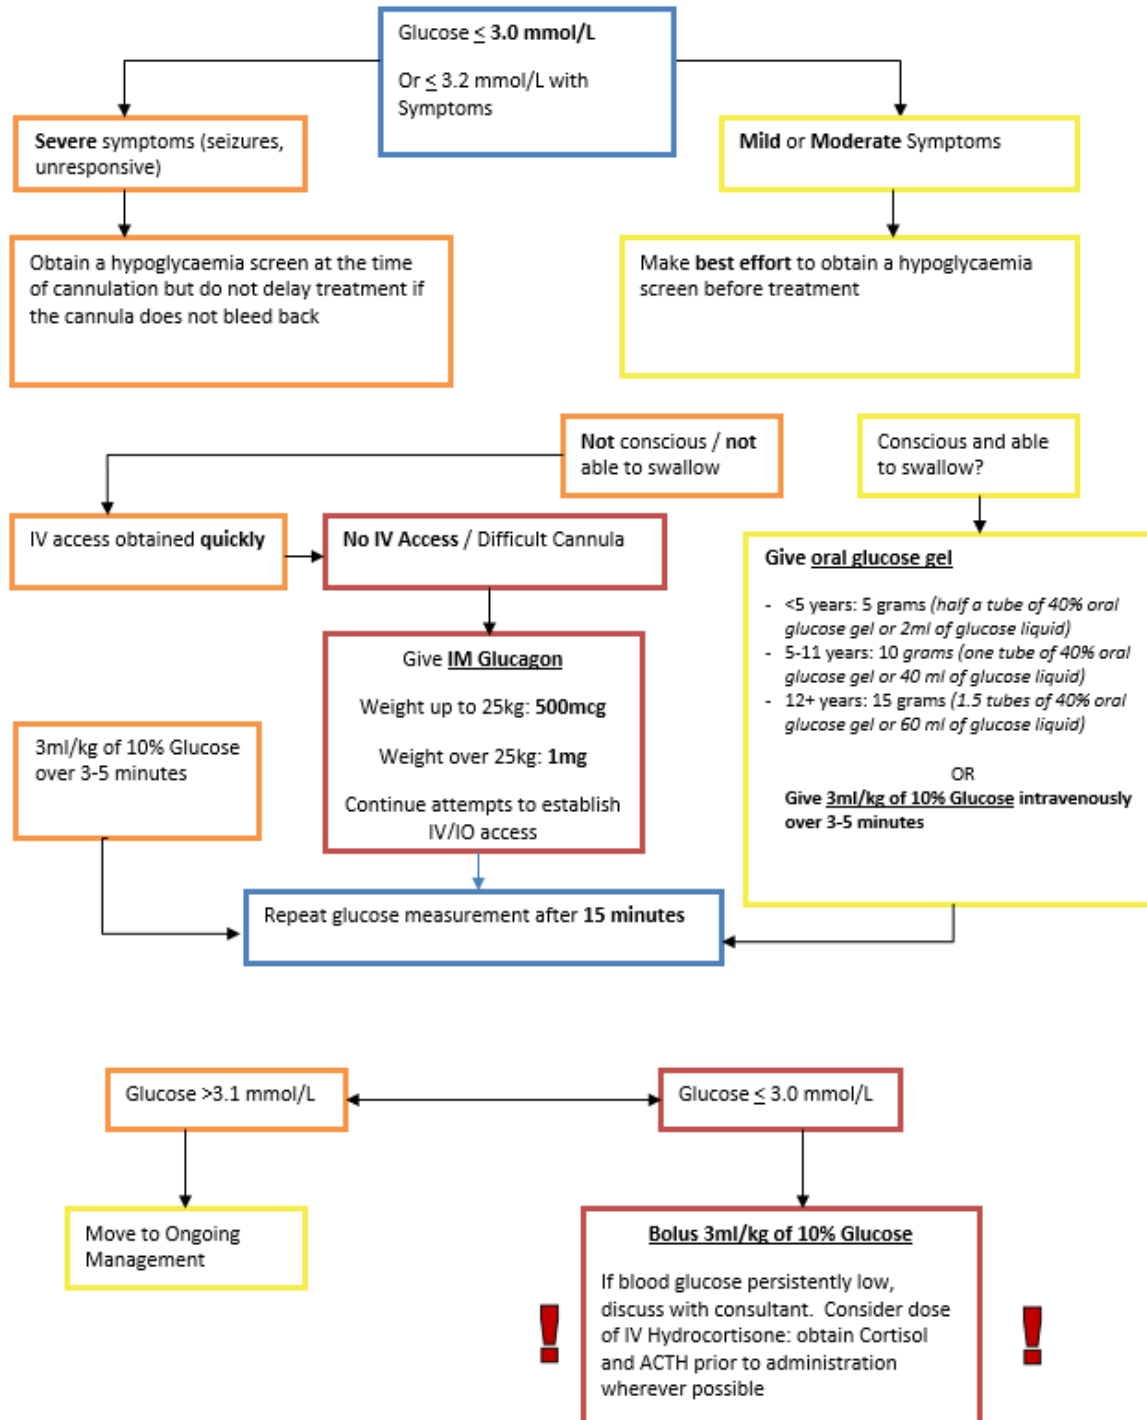 Glucose ≤ 3.0 mmol/L
Or ≤ 3.2 mmol/L with
Symptoms
Severe symptoms (seizures,
unresponsive)
Mild or Moderate Symptoms
Obtain a hypoglycaemia screen at the time
of cannulation but do not delay treatment if
the cannula does not bleed back
Make best effort to obtain a hypoglycaemia
screen before treatment
Not conscious / not
able to swallow
Conscious and able
to swallow?
IV access obtained quickly
No IV Access / Difficult Cannula
Give oral glucose gel
- <5 years: 5 grams (half a tube of 40% oral
glucose gel or 2ml of glucose liquid)
- 5-11 years: 10 grams (one tube of 40% oral
glucose gel or 40 ml of glucose liquid)
- 12+ years: 15 grams (1.5 tubes of 40% oral
glucose gel or 60 ml of glucose liquid)
OR
Give 3ml/kg of 10% Glucose intravenously
over 3-5 minutes
Give IM Glucagon
Weight up to 25kg: 500mcg
Weight over 25kg: 1mg
Continue attempts to establish
IV/IO access
3ml/kg of 10% Glucose
over 3-5 minutes
Repeat glucose measurement after 15 minutes
Glucose >3.1 mmol/L
Glucose ≤ 3.0 mmol/L
Move to Ongoing
Management
Bolus 3ml/kg of 10% Glucose
If blood glucose persistently low,
discuss with consultant. Consider dose
of IV Hydrocortisone: obtain Cortisol
and ACTH prior to administration
wherever possible
! !